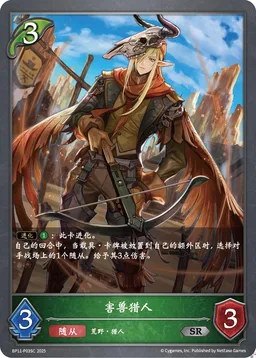 3
进化 1 ：此卡进化。
自己的回合中，当载具·卡牌被放置到自己的额外区时，选择对
手战场上的1个随从。给予其3点伤害。
害兽猎人
3
随从
荒野·猎人
SR
3
BP11-P035C 2025
© Cygames, Inc. Published by NetEase Games